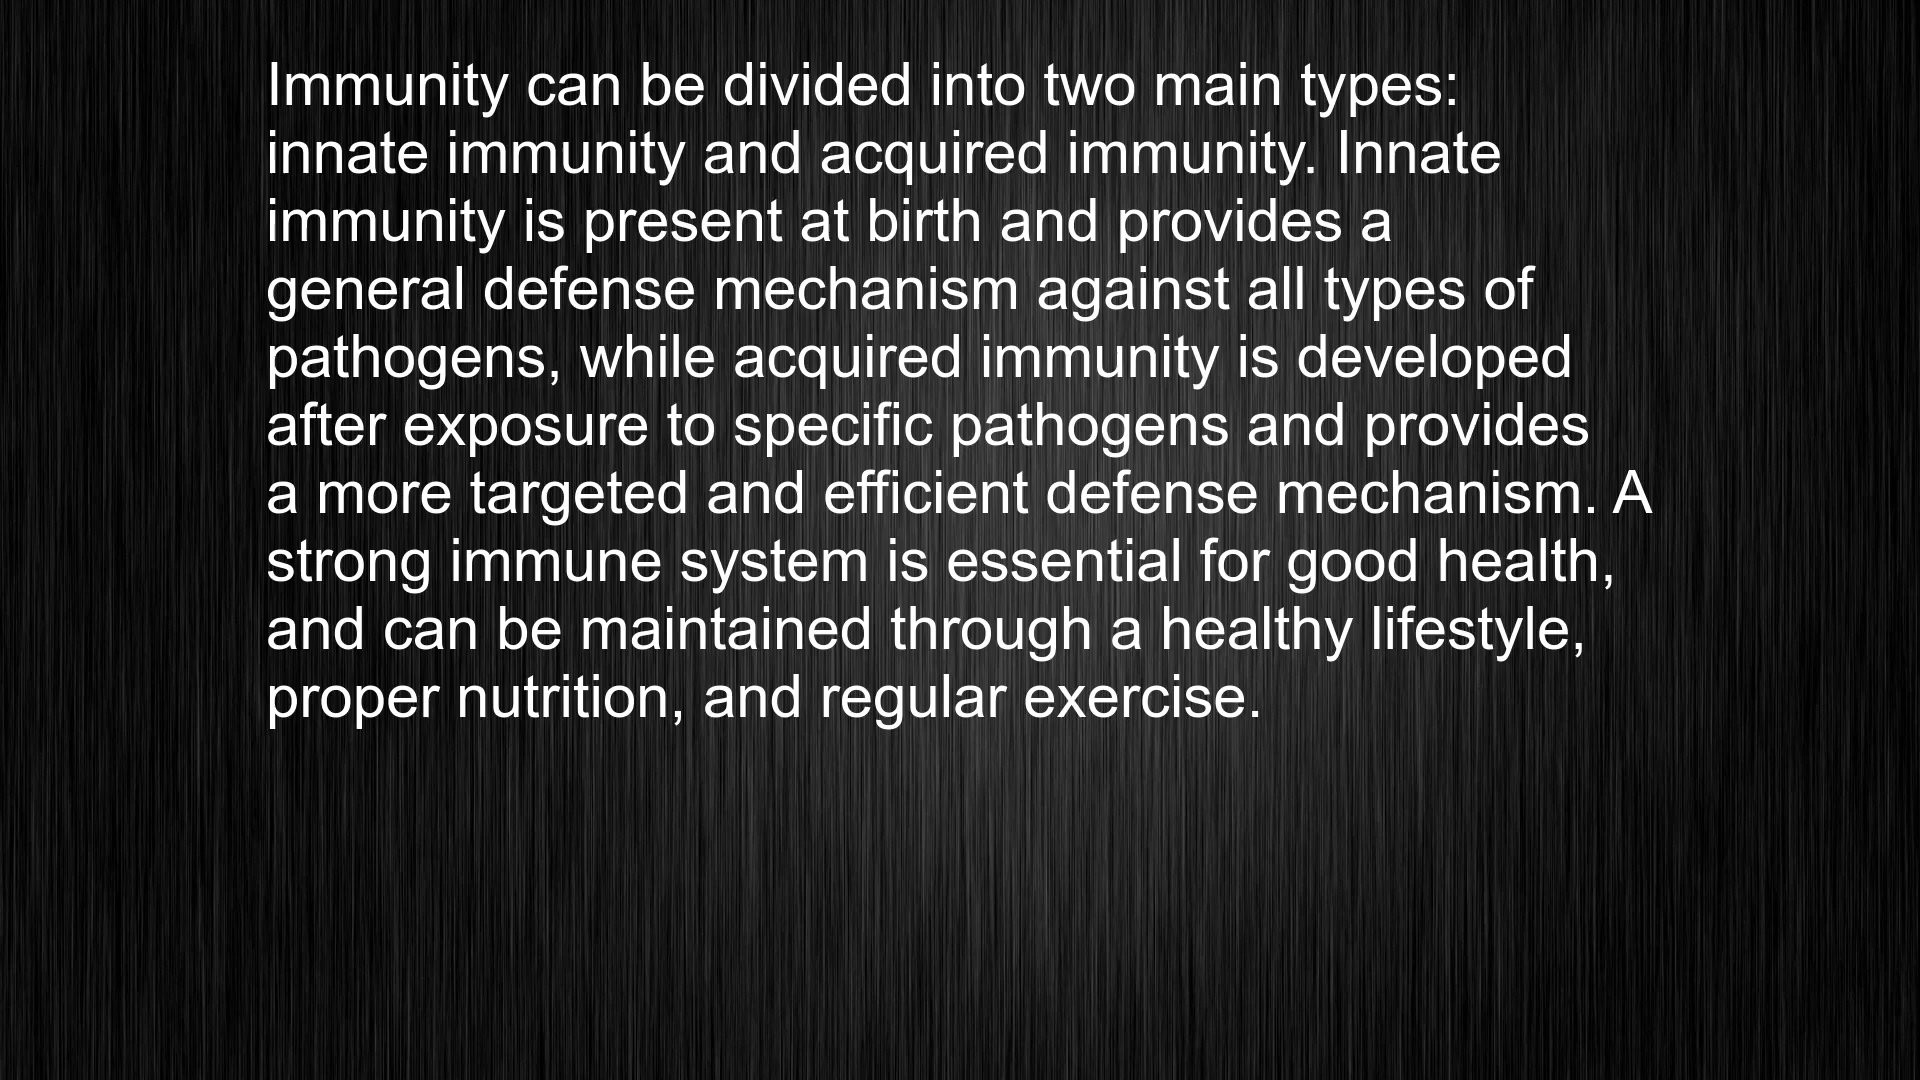 Immunity can be divided into two main types:
innate immunity and acquired immunity. Innate
immunity is present at birth and provides a
general defense mechanism against all types of
pathogens, while acquired immunity is developed
after exposure to specific pathogens and provides
a more targeted and efficient defense mechanism. A
strong immune system is essential for good health,
and can be maintained through a healthy lifestyle,
proper nutrition, and regular exercise.